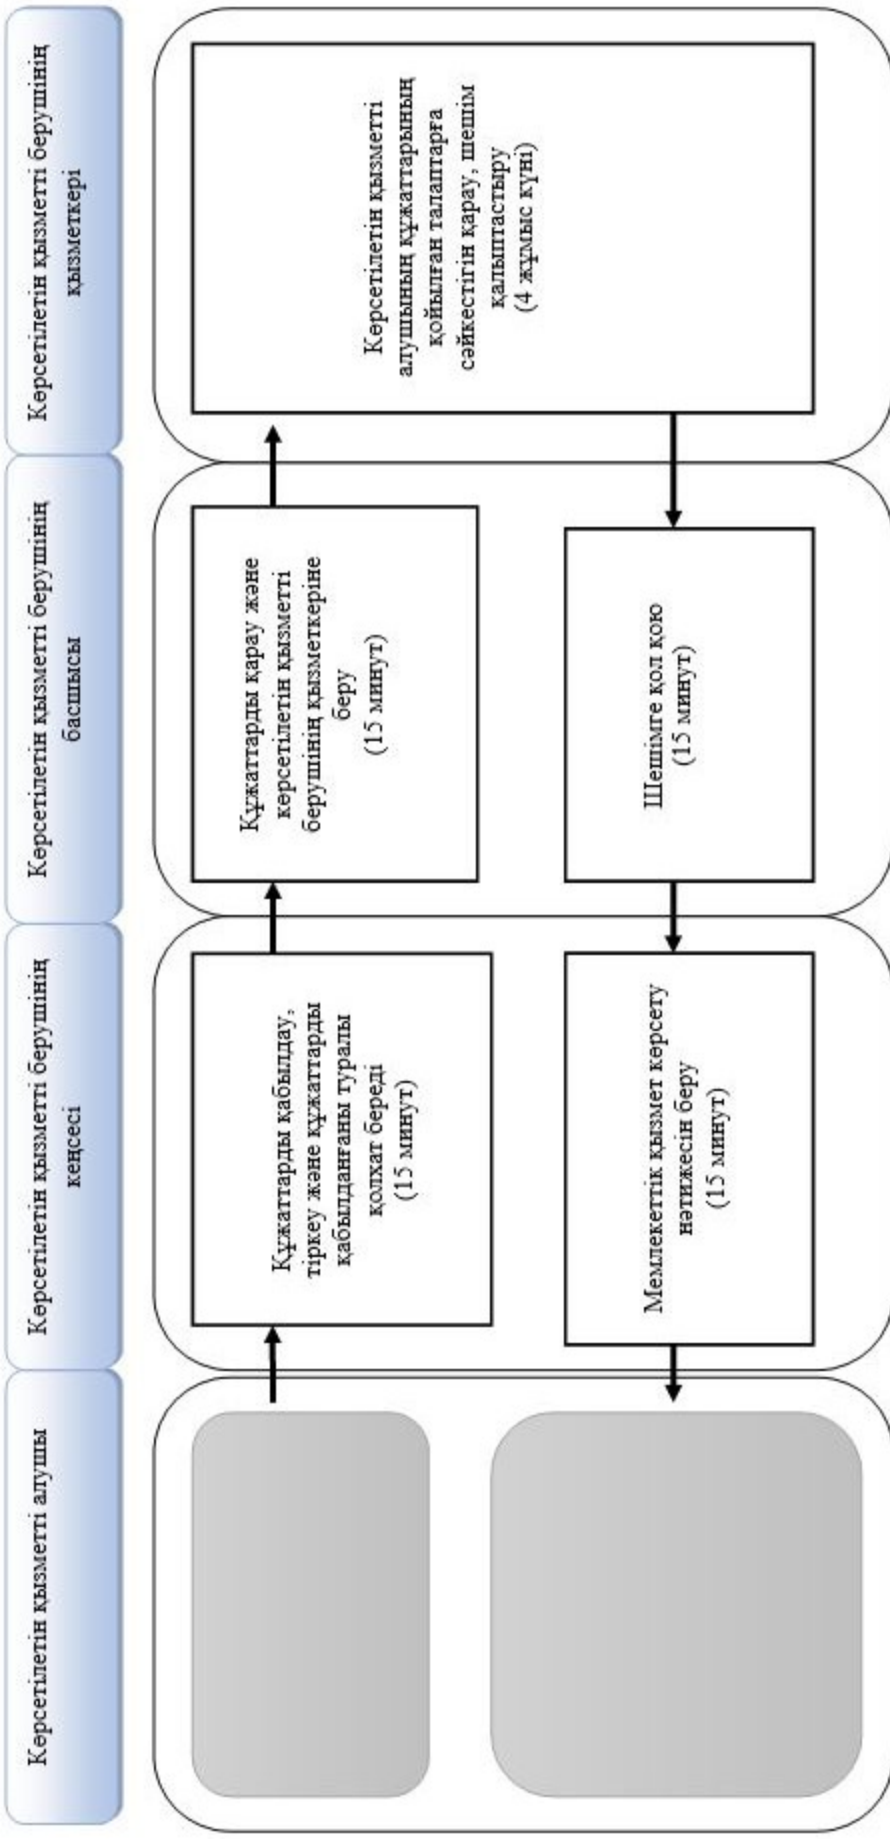 Көрсетілетін қызметті алушы
Көрсетілетін қызметті берушінің
кеңсесі
Көрсетілетін қызметті берушінің
басшысы
Көрсетілетін қызметті берушінің
қызметкері
Құжаттарды қабылдау,
тіркеу және құжаттарды
қабылданғаны туралы
қолхат береді
(15 минут)
Құжаттарды қарау және
көрсетілетін қызметті
берушінің қызметкеріне
беру
(15 минут)
Көрсетілетін қызметті
алушының құжаттарының
қойылған талаптарға
сәйкестігін қарау, шешім
қалыптастыру
(4 жұмыс күні)
Мемлекеттік қызмет көрсету
нәтижесін беру
(15 минут)
Шешімге қол қою
(15 минут)